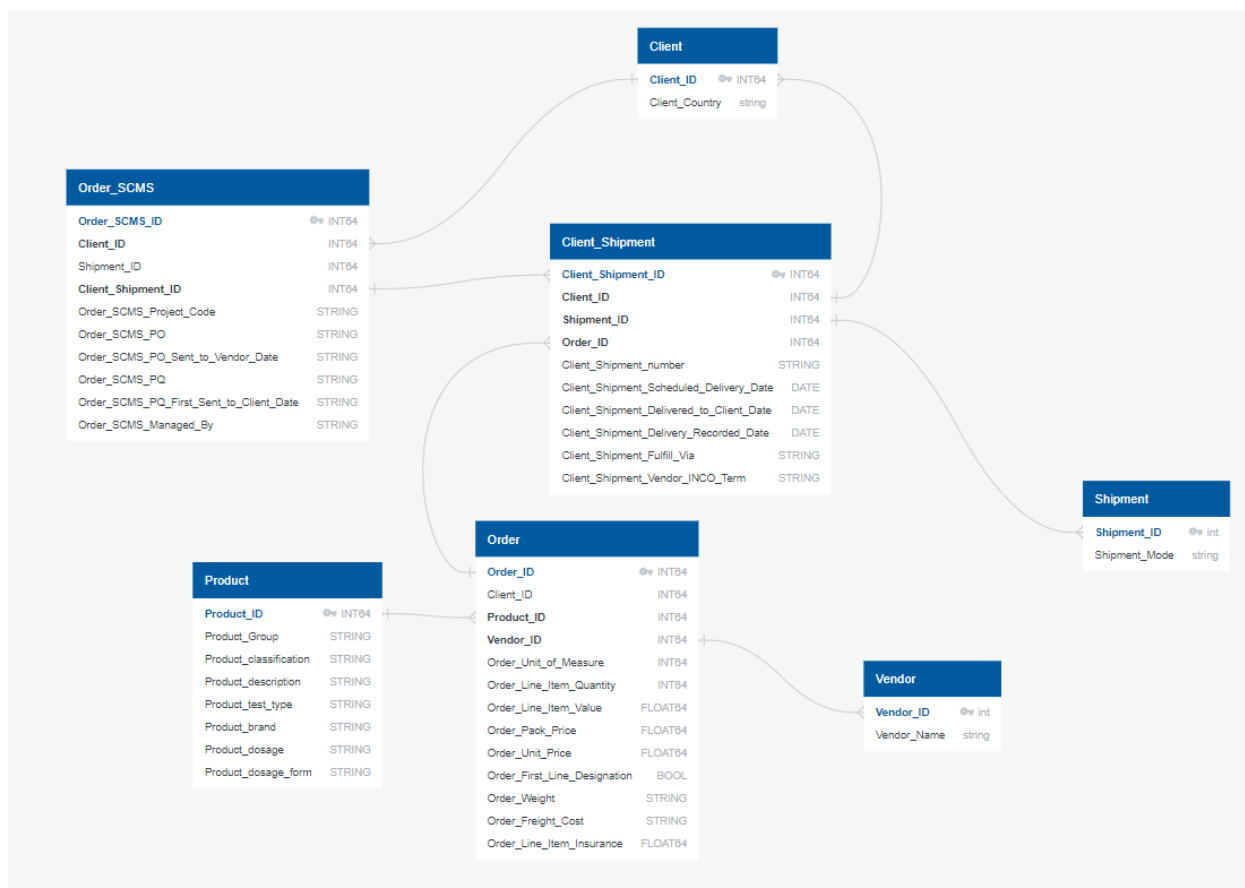 Client
Client_ID INT64
Client_Country string
Order_SCMS
Order_SCMS_ID INT64
Client_ID INT64
Shipment_ID INT64
Client_Shipment_ID INT64
Order_SCMS_Project_Code STRING
Order_SCMS_PO STRING
Order_SCMS_PO_Sent_to_Vendor_Date STRING
Order_SCMS_PQ STRING
Order_SCMS_PQ_First_Sent_to_Client_Date STRING
Order_SCMS_Managed_By STRING
Client_Shipment
Client_Shipment_ID INT64
Client_ID INT64
Shipment_ID INT64
Order_ID INT64
Client_Shipment_number STRING
Client_Shipment_Scheduled_Delivery_Date DATE
Client_Shipment_Delivered_to_Client_Date DATE
Client_Shipment_Delivery_Recorded_Date DATE
Client_Shipment_Fulfill_Via STRING
Client_Shipment_Vendor_INCO_Term STRING
Shipment
Shipment_ID int
Shipment_Mode string
Order
Order_ID INT64
Client_ID INT64
Product_ID INT64
Vendor_ID INT64
Order_Unit_of_Measure INT64
Order_Line_Item_Quantity INT64
Order_Line_Item_Value FLOAT64
Order_Pack_Price FLOAT64
Order_Unit_Price FLOAT64
Order_First_Line_Designation BOOL
Order_Weight STRING
Order_Freight_Cost STRING
Order_Line_Item_Insurance FLOAT64
Product
Product_ID INT64
Product_Group STRING
Product_classification STRING
Product_description STRING
Product_test_type STRING
Product_brand STRING
Product_dosage STRING
Product_dosage_form STRING
Vendor
Vendor_ID int
Vendor_Name string